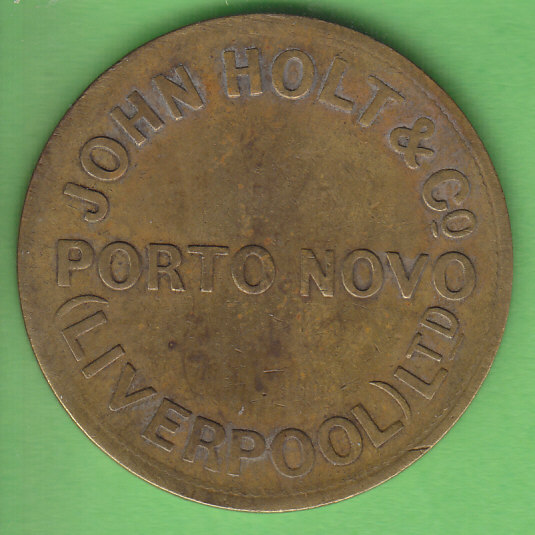 JOHN HOLT & Cº
PORTO NOVO
(LIVERPOOL) LTD